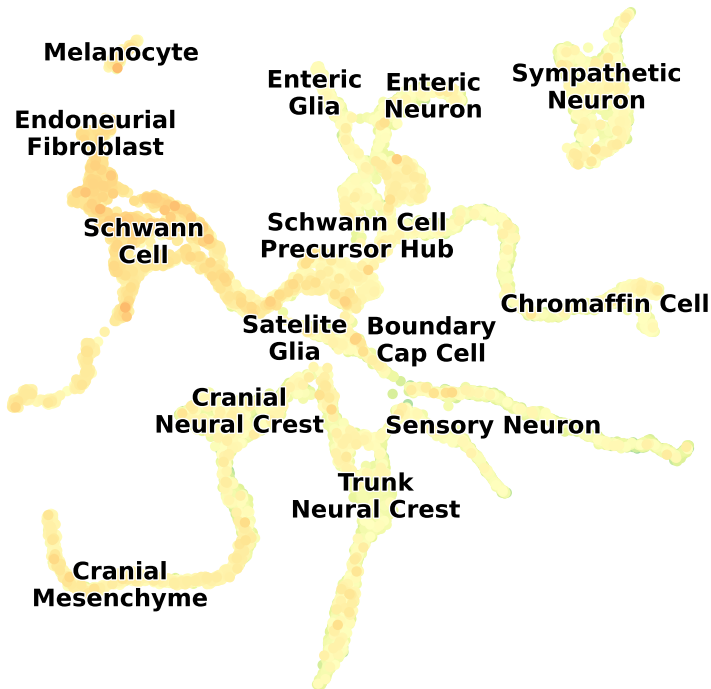 Melanocyte
Enteric
Glia
Enteric
Neuron
Sympathetic
Neuron
Endoneurial
Fibroblast
Schwann
Cell
Schwann Cell
Precursor Hub
Chromaffin Cell
Satelite
Glia
Boundary
Cap Cell
Cranial
Neural Crest
Sensory Neuron
Trunk
Neural Crest
Cranial
Mesenchyme